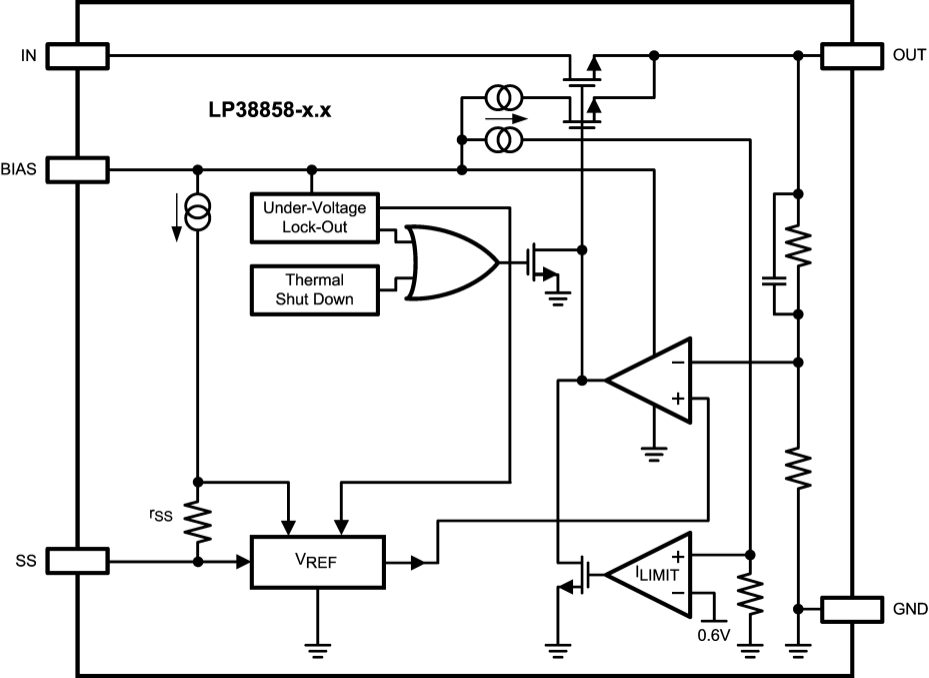 IN
OUT
LP38858-x.x
BIAS
Under-Voltage
Lock-Out
Thermal
Shut Down
−
+
rSS
SS
VREF
+
ILIMIT
−
0.6V
GND